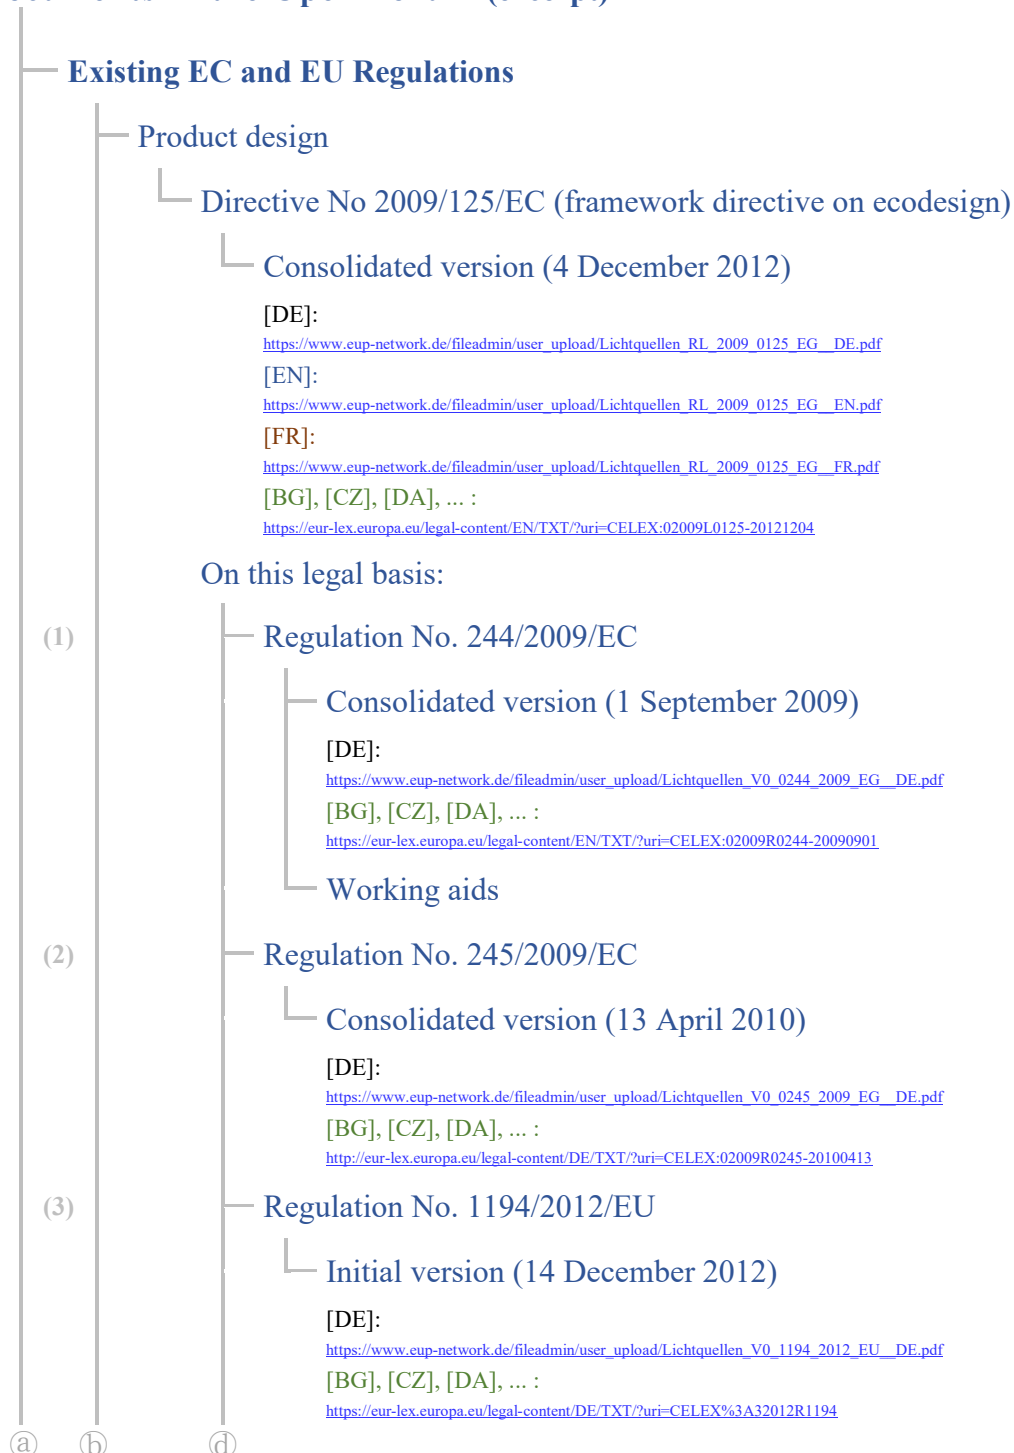 (excerpt)
Existing EC and EU Regulations
Product design
Directive No 2009/125/EC (framework directive on ecodesign)
Consolidated version (4 December 2012)
[DE]:
https://www.eup-network.de/fileadmin/user_upload/Lichtquellen_RL_2009_0125_EG__DE.pdf
[EN]:
https://www.eup-network.de/fileadmin/user_upload/Lichtquellen_RL_2009_0125_EG__EN.pdf
[FR]:
https://www.eup-network.de/fileadmin/user_upload/Lichtquellen_RL_2009_0125_EG__FR.pdf
[BG], [CZ], [DA], ... :
https://eur-lex.europa.eu/legal-content/EN/TXT/?uri=CELEX:02009L0125-20121204
On this legal basis:
(1) Regulation No. 244/2009/EC
Consolidated version (1 September 2009)
[DE]:
https://www.eup-network.de/fileadmin/user_upload/Lichtquellen_V0_0244_2009_EG__DE.pdf
[BG], [CZ], [DA], ... :
https://eur-lex.europa.eu/legal-content/EN/TXT/?uri=CELEX:02009R0244-20090901
Working aids
(2) Regulation No. 245/2009/EC
Consolidated version (13 April 2010)
[DE]:
https://www.eup-network.de/fileadmin/user_upload/Lichtquellen_V0_0245_2009_EG__DE.pdf
[BG], [CZ], [DA], ... :
http://eur-lex.europa.eu/legal-content/DE/TXT/?uri=CELEX:02009R0245-20100413
(3) Regulation No. 1194/2012/EU
Initial version (14 December 2012)
[DE]:
https://www.eup-network.de/fileadmin/user_upload/Lichtquellen_V0_1194_2012_EU__DE.pdf
[BG], [CZ], [DA], ... :
https://eur-lex.europa.eu/legal-content/DE/TXT/?uri=CELEX%3A32012R1194
ⓐ ⓑ ⓓ